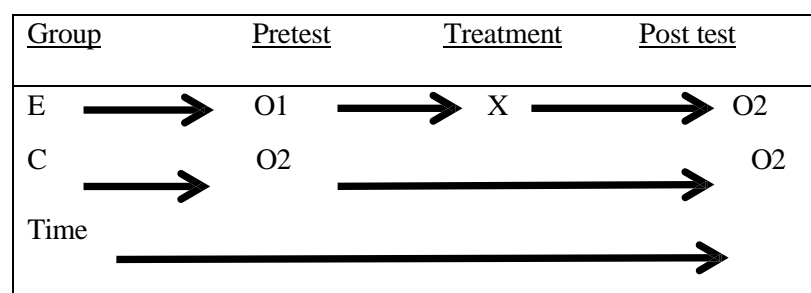 Group Pretest Treatment Post test
E O1 X O2
C O2 O2
Time